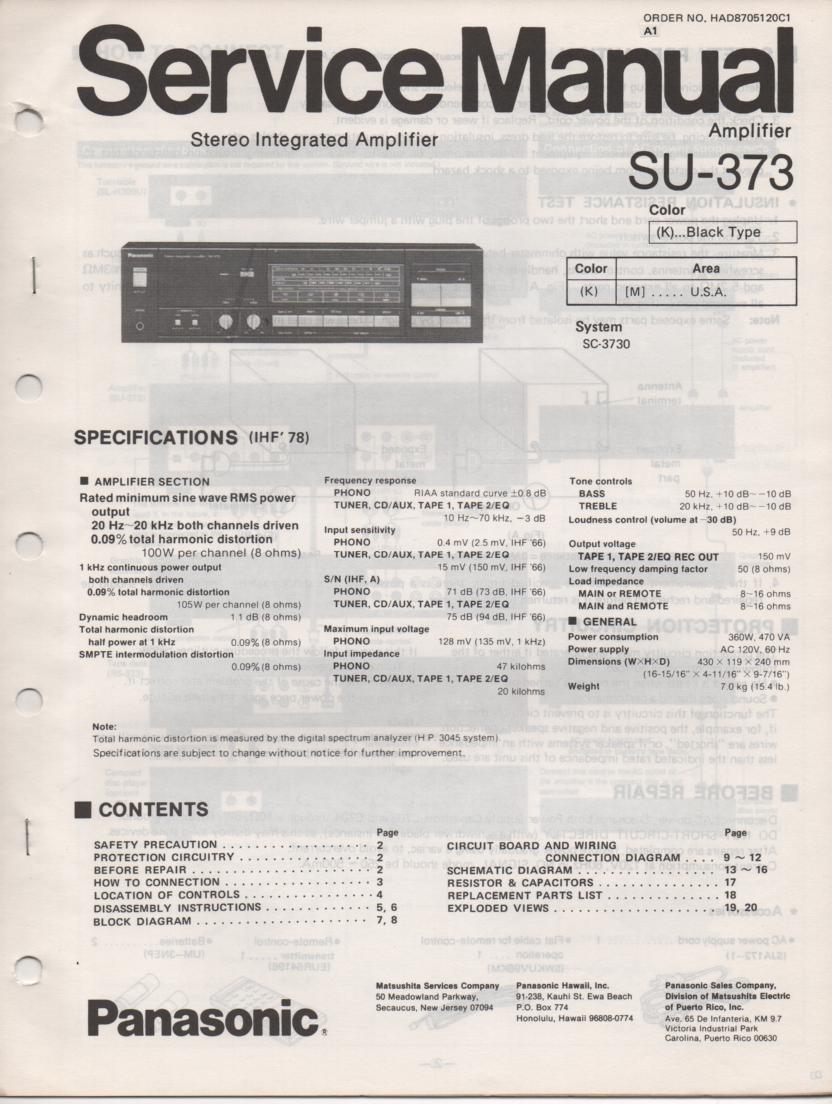 ORDER NO. HAD8705120C1
A1
Service Manual
Stereo Integrated Amplifier
Amplifier
SU-373
Color
(K)...Black Type
Color Area
(K) [M] ..... U.S.A.
System
SC-3730
Panasonic
SPECIFICATIONS (IHF'78)
■ AMPLIFIER SECTION
Rated minimum sine wave RMS power
output
20 Hz~20 kHz both channels driven
0.09% total harmonic distortion
100W per channel (8 ohms)
1 kHz continuous power output
both channels driven
0.09% total harmonic distortion
105W per channel (8 ohms)
Dynamic headroom 1.1 dB (8 ohms)
Total harmonic distortion
half power at 1 kHz 0.09% (8 ohms)
SMPTE intermodulation distortion
0.09% (8 ohms)
Frequency response
PHONO RIAA standard curve ±0.8 dB
TUNER, CD/AUX, TAPE 1, TAPE 2/EQ
10 Hz~70 kHz, −3 dB
Input sensitivity
PHONO 0.4 mV (2.5 mV, IHF '66)
TUNER, CD/AUX, TAPE 1, TAPE 2/EQ
15 mV (150 mV, IHF '66)
S/N (IHF, A)
PHONO 71 dB (73 dB, IHF '66)
TUNER, CD/AUX, TAPE 1, TAPE 2/EQ
75 dB (94 dB, IHF '66)
Maximum input voltage
PHONO 128 mV (135 mV, 1 kHz)
Input impedance
PHONO 47 kilohms
TUNER, CD/AUX, TAPE 1, TAPE 2/EQ
20 kilohms
Tone controls
BASS 50 Hz, +10 dB~−10 dB
TREBLE 20 kHz, +10 dB~−10 dB
Loudness control (volume at −30 dB)
50 Hz, +9 dB
Output voltage
TAPE 1, TAPE 2/EQ REC OUT 150 mV
Low frequency damping factor 50 (8 ohms)
Load impedance
MAIN or REMOTE 8~16 ohms
MAIN and REMOTE 8~16 ohms
■ GENERAL
Power consumption 360W, 470 VA
Power supply AC 120V, 60 Hz
Dimensions (W×H×D) 430 × 119 × 240 mm
(16-15/16" × 4-11/16" × 9-7/16")
Weight 7.0 kg (15.4 lb.)
Note:
Total harmonic distortion is measured by the digital spectrum analyzer (H.P. 3045 system).
Specifications are subject to change without notice for further improvement.
■ CONTENTS
Page
SAFETY PRECAUTION . . . . . . . . . . . . . . . 2
PROTECTION CIRCUITRY . . . . . . . . . . . . 2
BEFORE REPAIR . . . . . . . . . . . . . . . . . . . 2
HOW TO CONNECTION . . . . . . . . . . . . . . 3
LOCATION OF CONTROLS . . . . . . . . . . . . 4
DISASSEMBLY INSTRUCTIONS . . . . . . . . . . 5, 6
BLOCK DIAGRAM . . . . . . . . . . . . . . . . . . 7, 8
Page
CIRCUIT BOARD AND WIRING
CONNECTION DIAGRAM . . . . 9 ~ 12
SCHEMATIC DIAGRAM . . . . . . . . . . . . . . . 13 ~ 16
RESISTOR & CAPACITORS . . . . . . . . . . . . 17
REPLACEMENT PARTS LIST . . . . . . . . . . . . 18
EXPLODED VIEWS . . . . . . . . . . . . . . . . . . 19, 20
Panasonic®
Matsushita Services Company
50 Meadowland Parkway,
Secaucus, New Jersey 07094
Panasonic Hawaii, Inc.
91-238, Kauhi St. Ewa Beach
P.O. Box 774
Honolulu, Hawaii 96808-0774
Panasonic Sales Company,
Division of Matsushita Electric
of Puerto Rico, Inc.
Ave. 65 De Infanteria, KM 9.7
Victoria Industrial Park
Carolina, Puerto Rico 00630